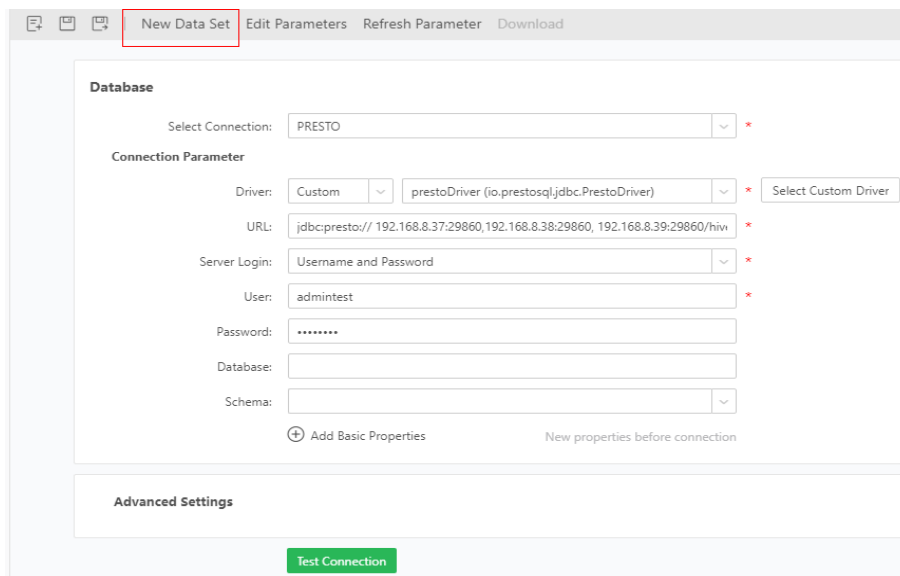 New Data Set Edit Parameters Refresh Parameter Download
Database
Select Connection: PRESTO *
Connection Parameter
Driver: Custom prestoDriver (io.prestosql.jdbc.PrestoDriver) * Select Custom Driver
URL: jdbc:presto:// 192.168.8.37:29860,192.168.8.38:29860, 192.168.8.39:29860/hive *
Server Login: Username and Password *
User: admintest *
Password: ••••••••
Database:
Schema:
Add Basic Properties New properties before connection
Advanced Settings
Test Connection